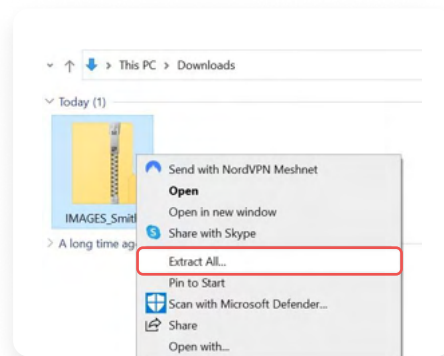 This PC > Downloads
Today (1)
Send with NordVPN Meshnet
Open
Open in new window
IMAGES_Smit
Share with Skype
A long time ag
Extract All...
Pin to Start
Scan with Microsoft Defender...
Share
Open with...